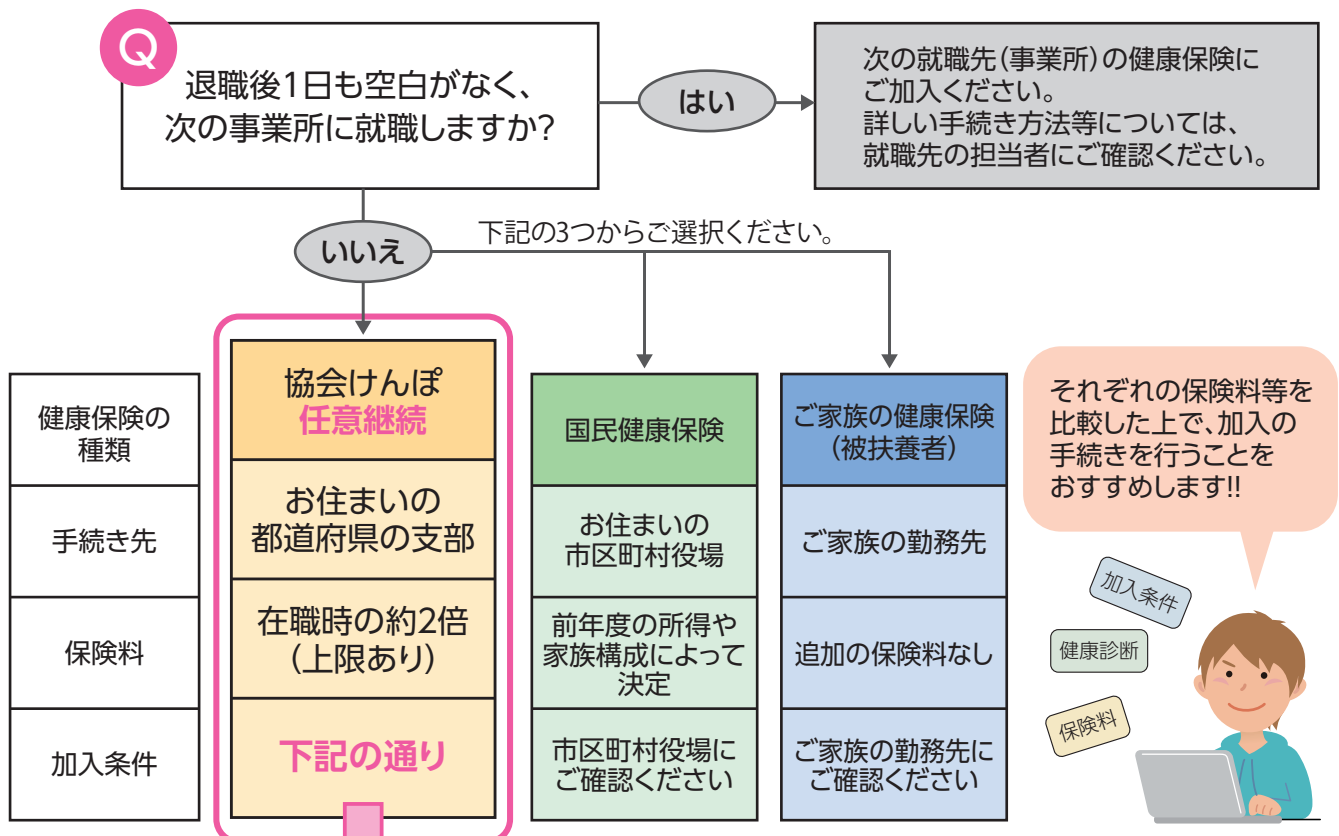 Q
退職後1日も空白がなく、
次の事業所に就職しますか?
はい
次の就職先(事業所)の健康保険に
ご加入ください。
詳しい手続き方法等については、
就職先の担当者にご確認ください。
いいえ
下記の3つからご選択ください。
健康保険の
種類
協会けんぽ
任意継続
国民健康保険
ご家族の健康保険
(被扶養者)
手続き先
お住まいの
都道府県の支部
お住まいの
市区町村役場
ご家族の勤務先
保険料
在職時の約2倍
(上限あり)
前年度の所得や
家族構成によって
決定
追加の保険料なし
加入条件
下記の通り
市区町村役場に
ご確認ください
ご家族の勤務先に
ご確認ください
それぞれの保険料等を
比較した上で、加入の
手続きを行うことを
おすすめします!!
加入条件
健康診断
保険料